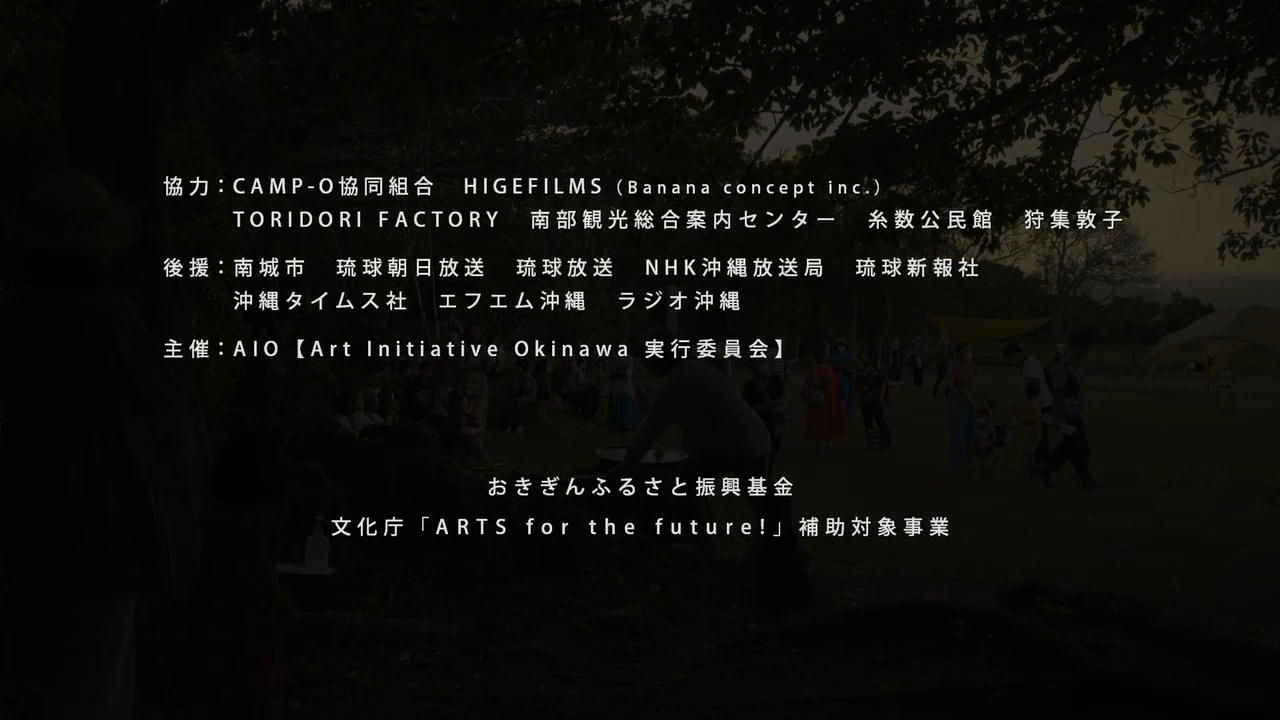 協力：CAMP-O協同組合　HIGEFILMS（Banana concept inc.）
TORIDORI FACTORY　南部観光総合案内センター　糸数公民館　狩集敦子
後援：南城市　琉球朝日放送　琉球放送　NHK沖縄放送局　琉球新報社
沖縄タイムス社　エフエム沖縄　ラジオ沖縄
主催：AIO【Art Initiative Okinawa 実行委員会】
おきぎんふるさと振興基金
文化庁「ARTS for the future!」補助対象事業